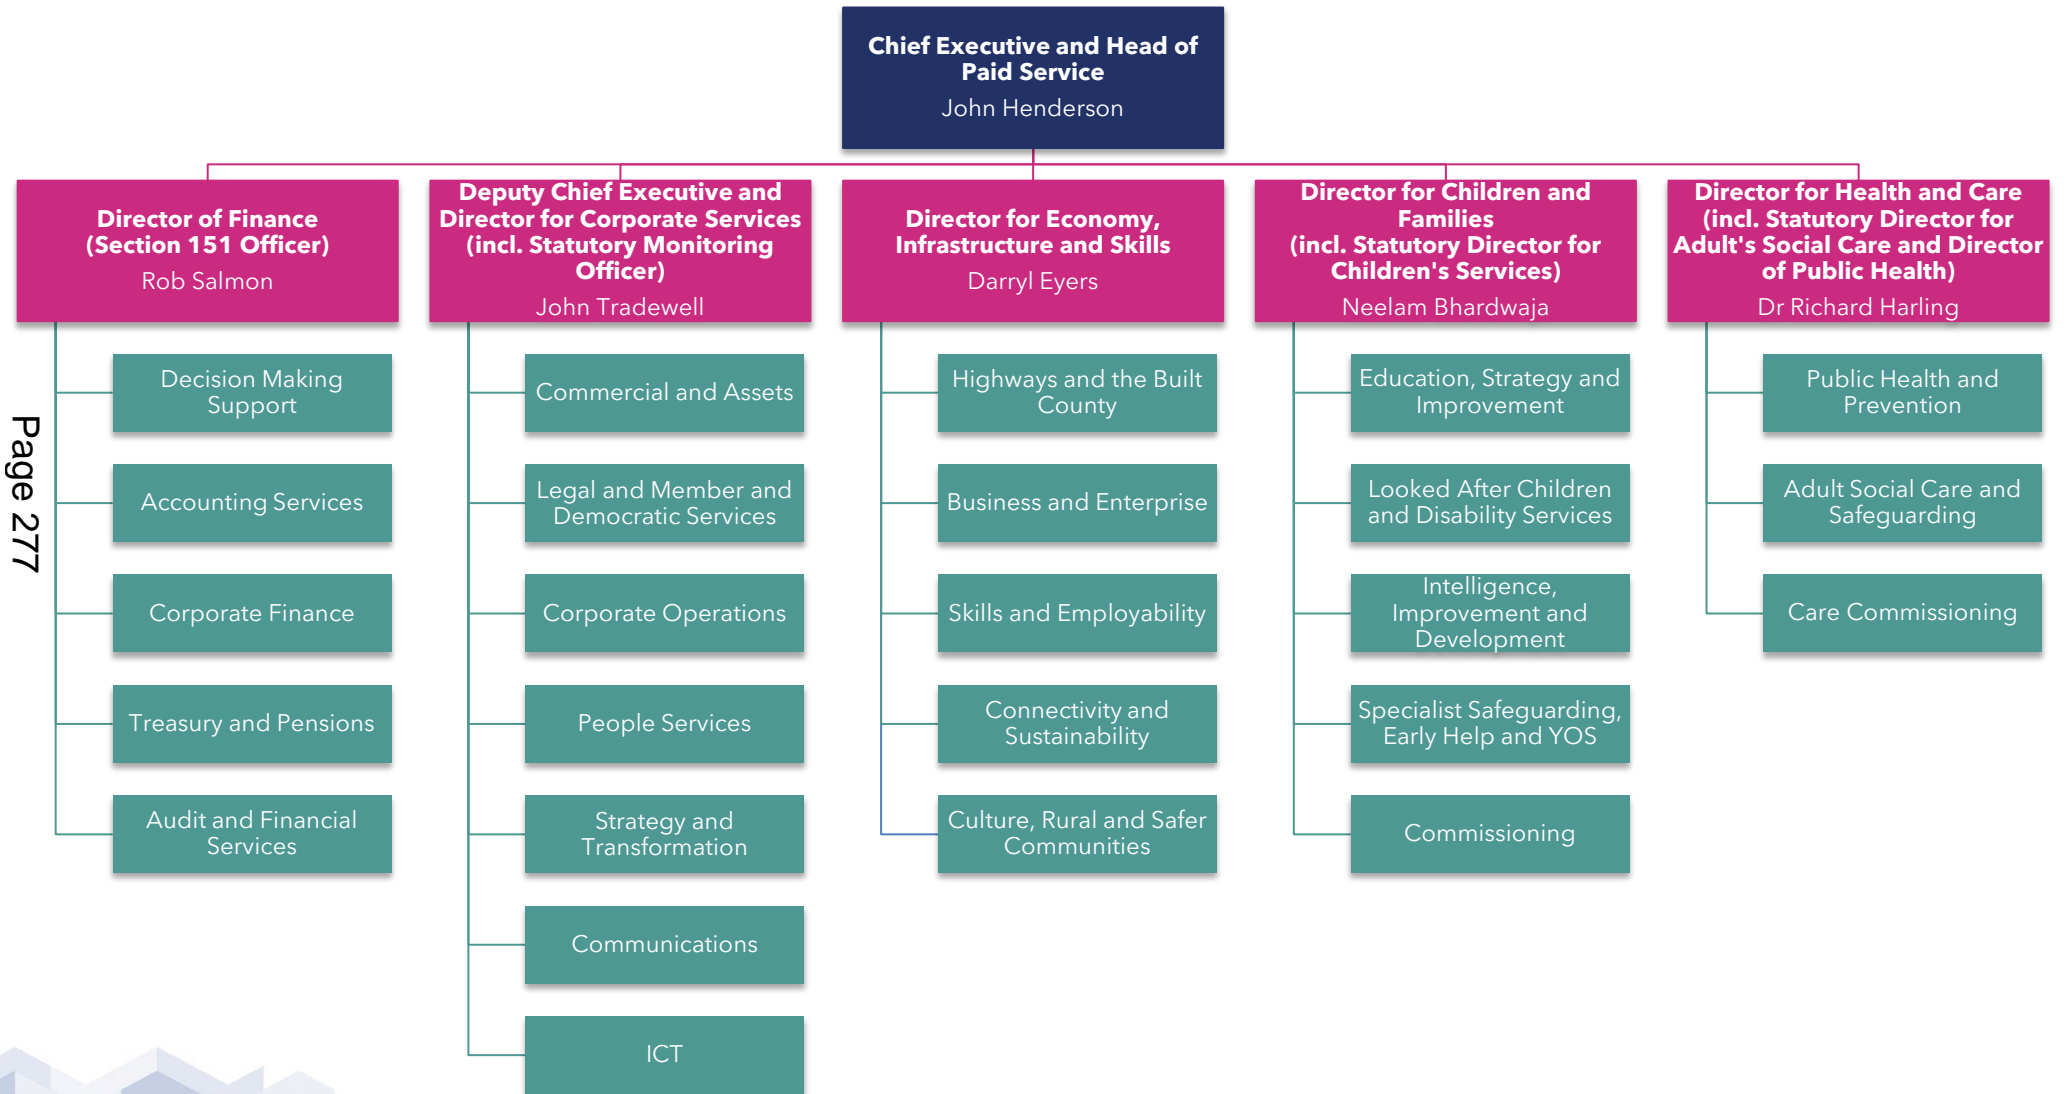 Chief Executive and Head of
Paid Service
John Henderson
Director of Finance
(Section 151 Officer)
Rob Salmon
Decision Making
Support
Accounting Services
Corporate Finance
Treasury and Pensions
Audit and Financial
Services
Deputy Chief Executive and
Director for Corporate Services
(incl. Statutory Monitoring
Officer)
John Tradewell
Commercial and Assets
Legal and Member and
Democratic Services
Corporate Operations
People Services
Strategy and
Transformation
Communications
ICT
Director for Economy,
Infrastructure and Skills
Darryl Eyers
Highways and the Built
County
Business and Enterprise
Skills and Employability
Connectivity and
Sustainability
Culture, Rural and Safer
Communities
Director for Children and
Families
(incl. Statutory Director for
Children's Services)
Neelam Bhardwaja
Education, Strategy and
Improvement
Looked After Children
and Disability Services
Intelligence,
Improvement and
Development
Specialist Safeguarding,
Early Help and YOS
Commissioning
Director for Health and Care
(incl. Statutory Director for
Adult's Social Care and Director
of Public Health)
Dr Richard Harling
Public Health and
Prevention
Adult Social Care and
Safeguarding
Care Commissioning
Page 277